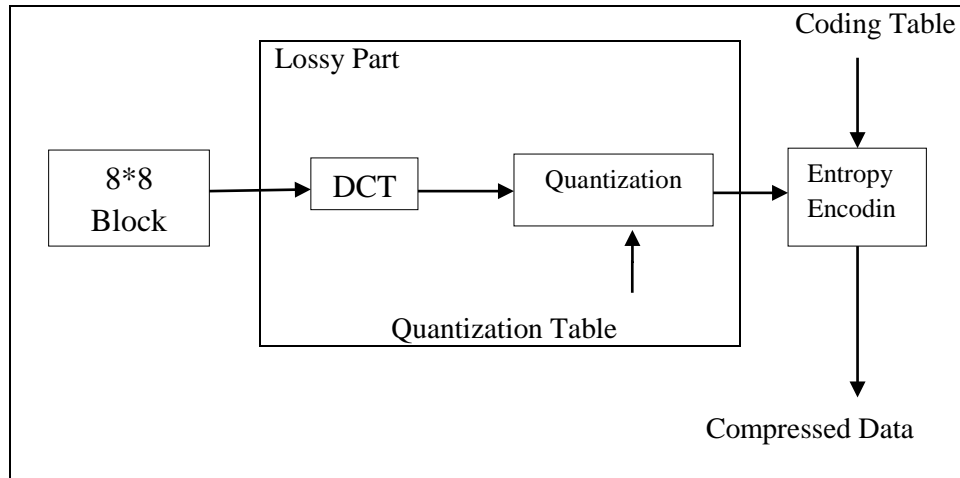 Coding Table
Lossy Part
8*8
Block
DCT
Quantization
Entropy
Encodin
Quantization Table
Compressed Data